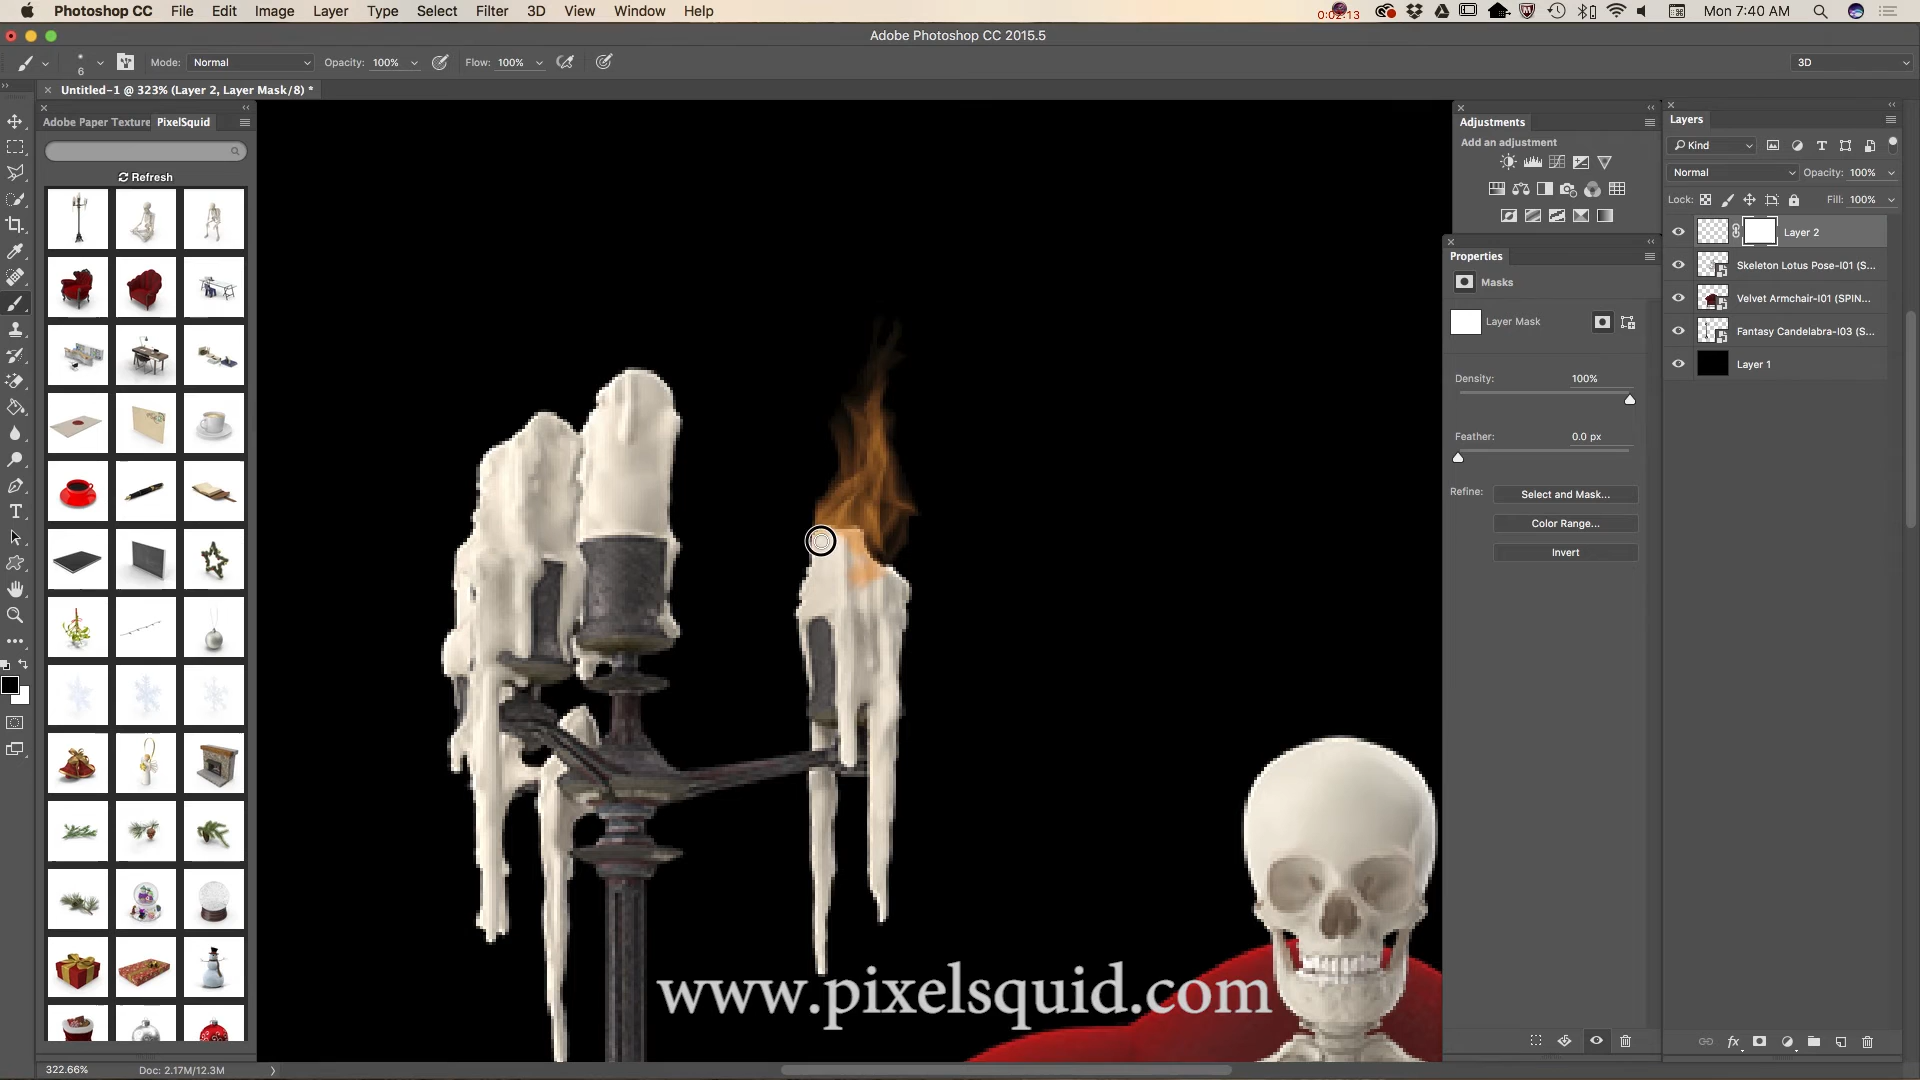 Photoshop CC File Edit Image Layer Type Select Filter 3D View Window Help
0:02:13 Mon 7:40 AM
Adobe Photoshop CC 2015.5
6 Mode: Normal Opacity: 100% Flow: 100% 3D
Untitled-1 @ 323% (Layer 2, Layer Mask/8) *
Adobe Paper Texture PixelSquid
Refresh
Adjustments
Add an adjustment
Properties
Masks
Layer Mask
Density: 100%
Feather: 0.0 px
Refine: Select and Mask...
Color Range...
Invert
Layers
Kind
Normal Opacity: 100%
Lock: Fill: 100%
Layer 2
Skeleton Lotus Pose-I01 (S...
Velvet Armchair-I01 (SPIN...
Fantasy Candelabra-I03 (S...
Layer 1
www.pixelsquid.com
322.66% Doc: 2.17M/12.3M